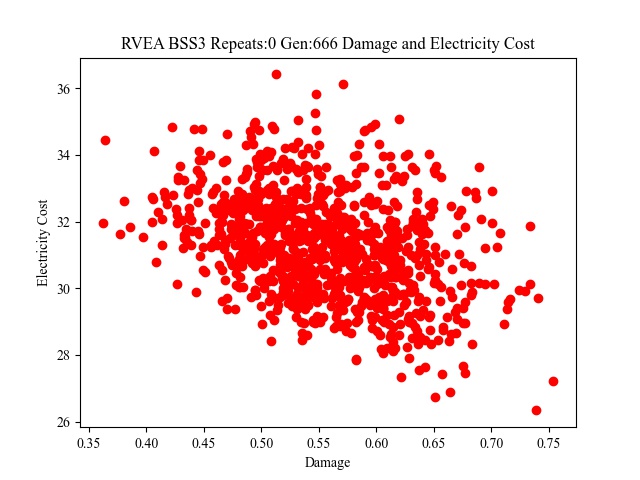 RVEA BSS3 Repeats:0 Gen:666 Damage and Electricity Cost
36
34
32
30
28
26
Electricity Cost
0.35 0.40 0.45 0.50 0.55 0.60 0.65 0.70 0.75
Damage